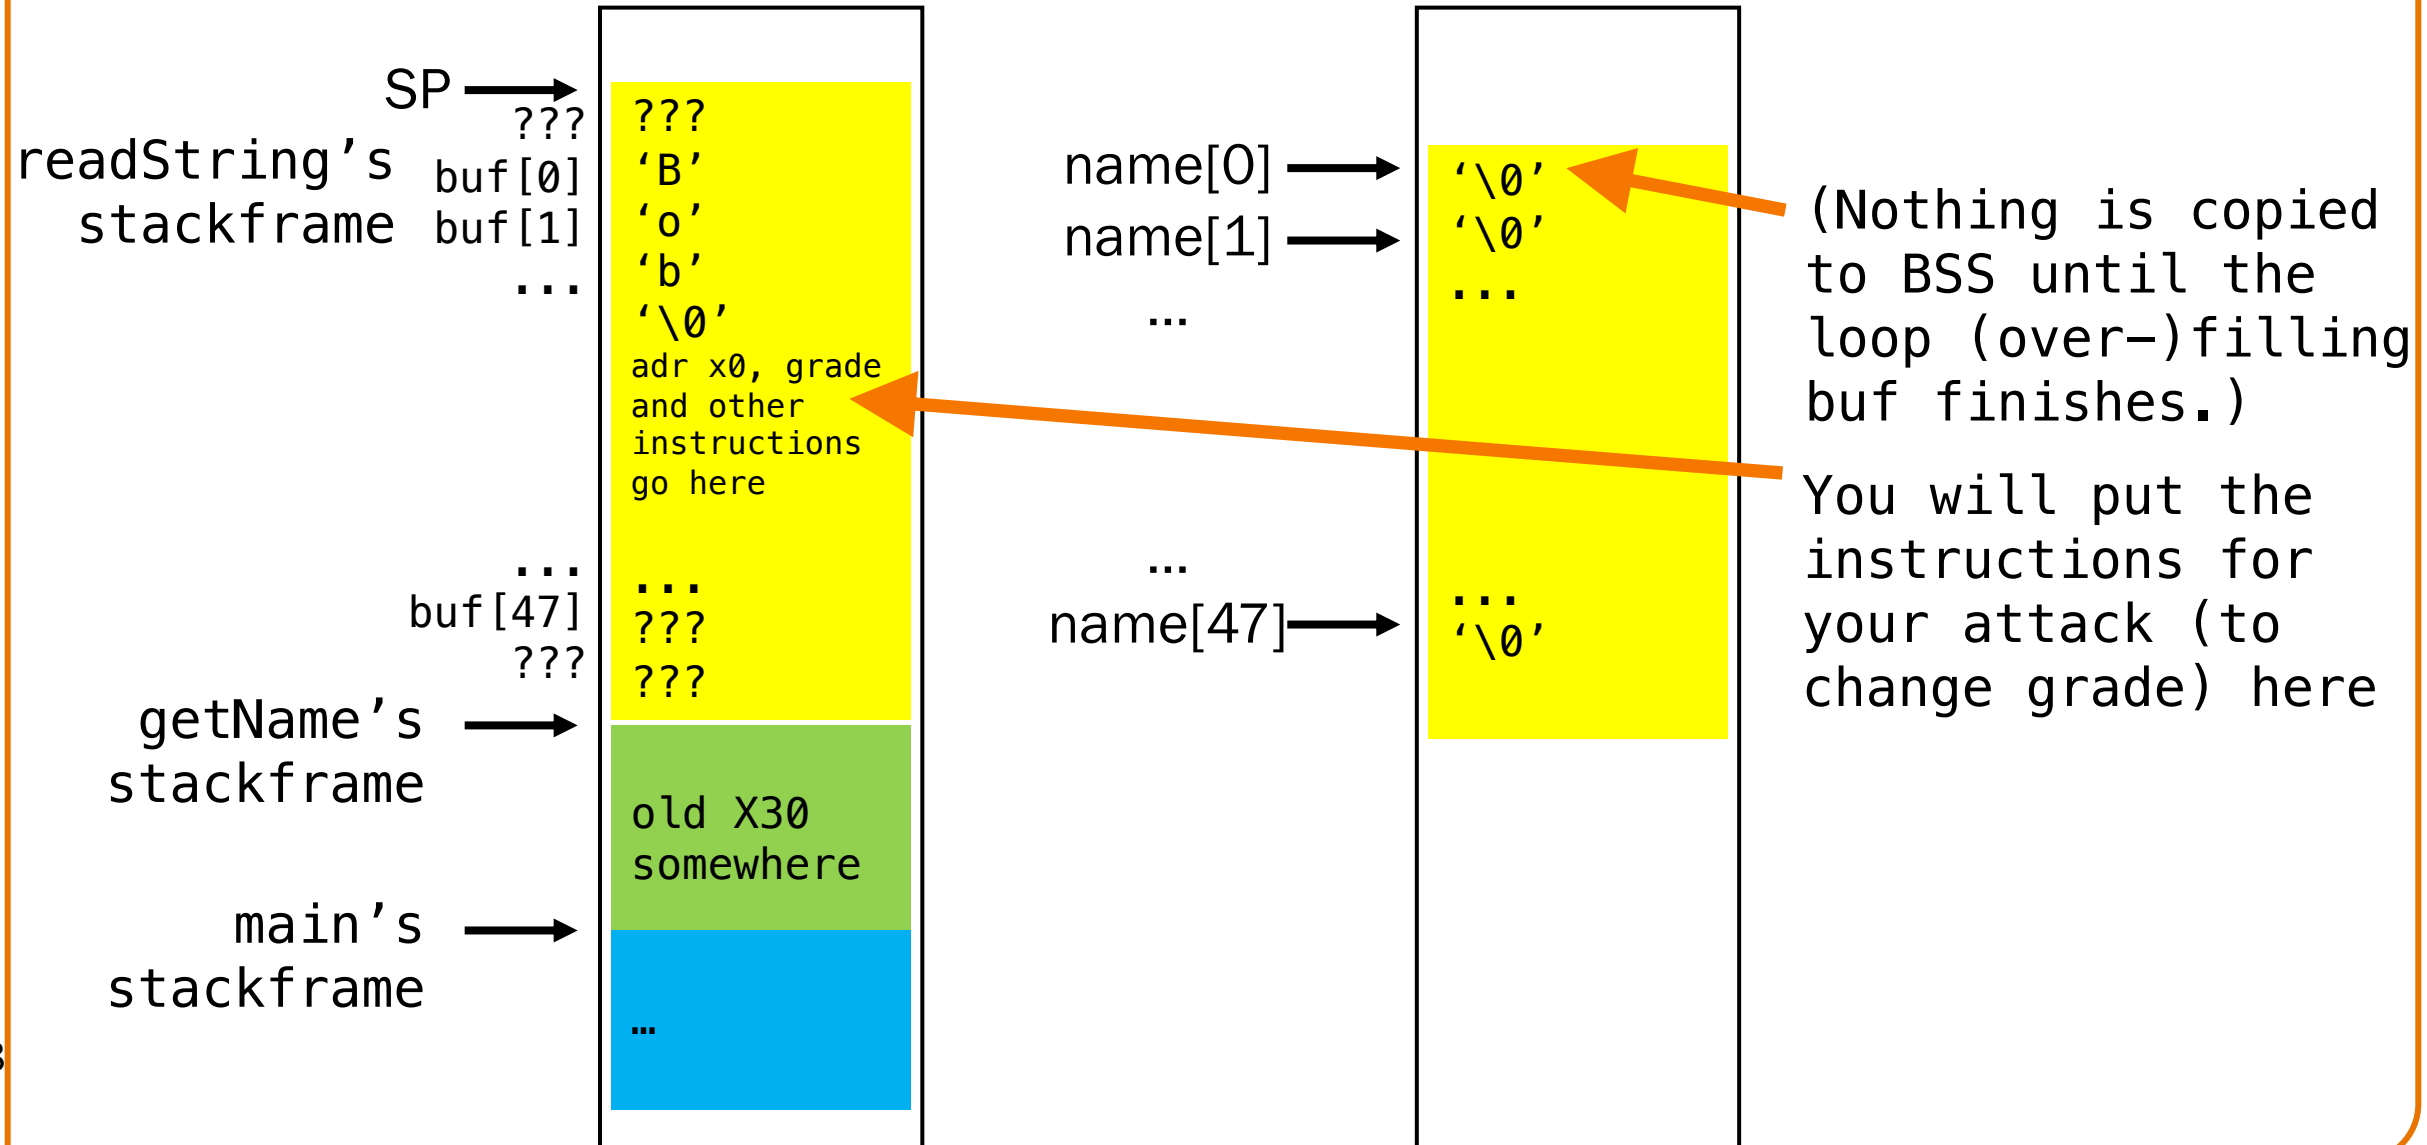 SP
???
readString’s
stackframe
buf[0]
buf[1]
...
...
buf[47]
???
getName’s
stackframe
main’s
stackframe
???
‘B’
‘o’
‘b’
‘\0’
adr x0, grade
and other
instructions
go here
...
???
???
old X30
somewhere
…
name[0]
name[1]
...
...
name[47]
‘\0’
‘\0’
...
...
‘\0’
(Nothing is copied
to BSS until the
loop (over-)filling
buf finishes.)
You will put the
instructions for
your attack (to
change grade) here